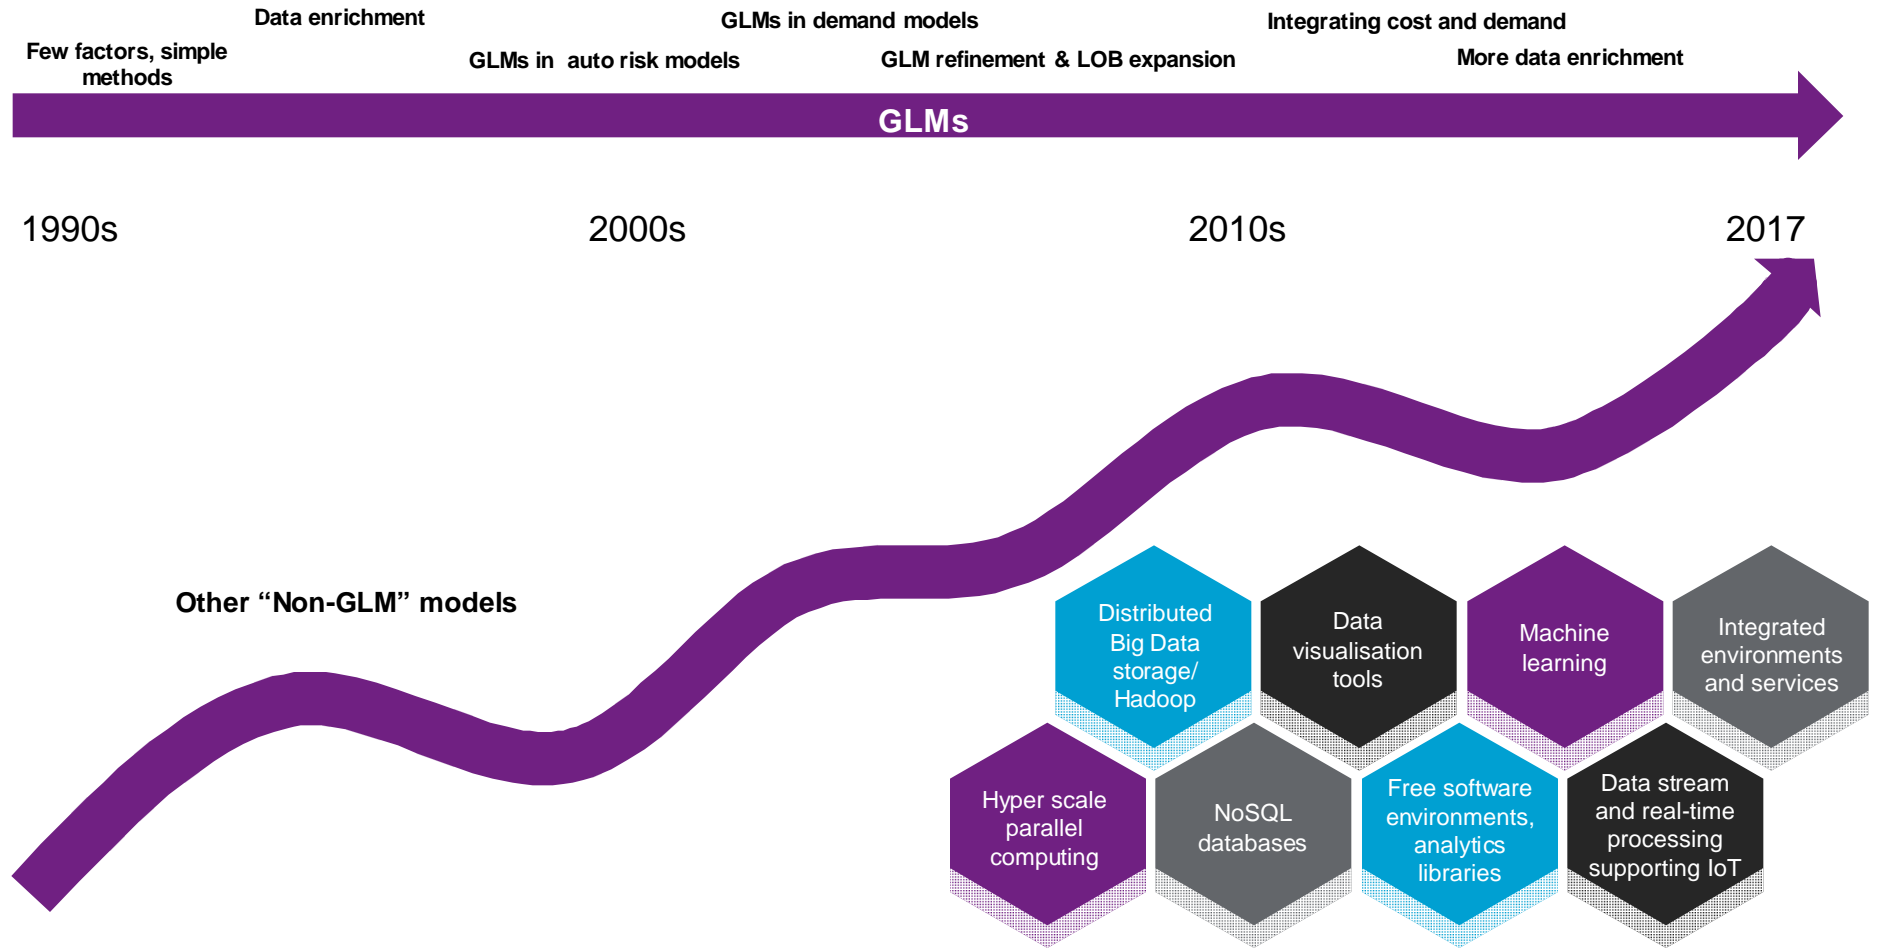 Data enrichment
GLMs in demand models
Integrating cost and demand
Few factors, simple
methods
GLMs in auto risk models
GLM refinement & LOB expansion
More data enrichment
GLMs
1990s
2000s
2010s
2017
Other “Non-GLM” models
Distributed
Big Data
storage/
Hadoop
Data
visualisation
tools
Machine
learning
Integrated
environments
and services
Hyper scale
parallel
computing
NoSQL
databases
Free software
environments,
analytics
libraries
Data stream
and real-time
processing
supporting IoT